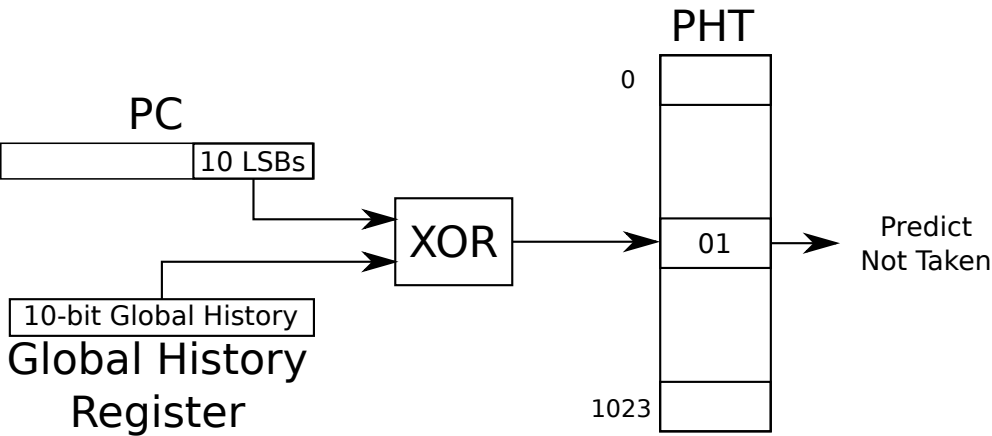 PHT
0
PC
10 LSBs
XOR
01
Predict
Not Taken
10-bit Global History
Global History
Register
1023